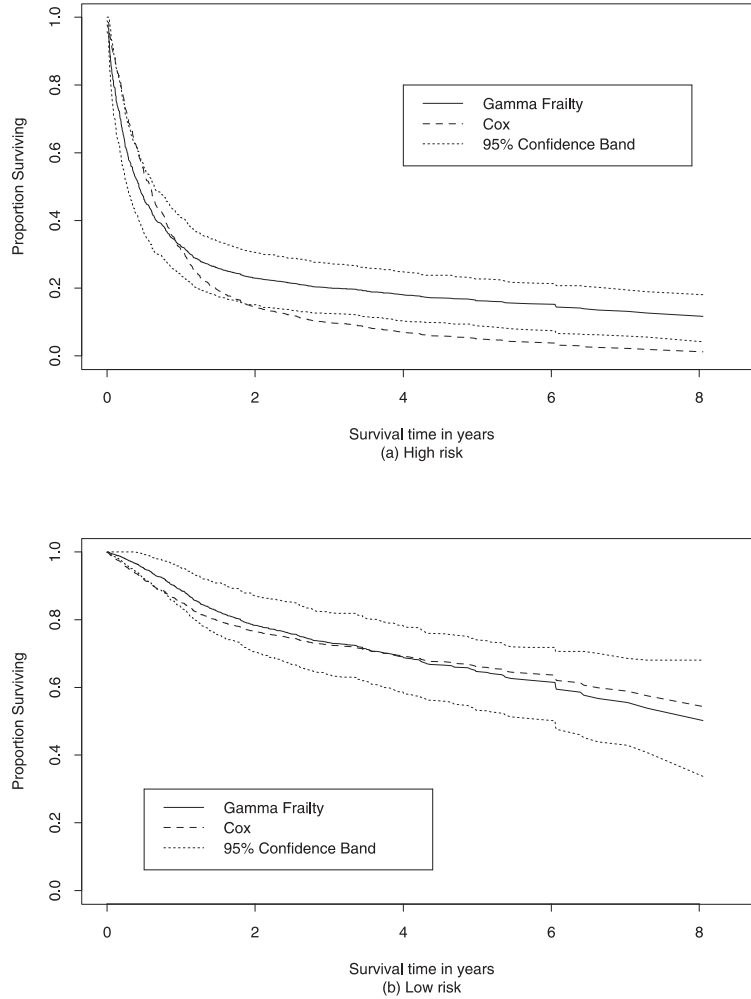 1.0
0.8
0.6
0.4
0.2
0.0
Proportion Surviving
Gamma Frailty
Cox
95% Confidence Band
0 2 4 6 8
Survival time in years
(a) High risk
1.0
0.8
0.6
0.4
0.2
0.0
Proportion Surviving
Gamma Frailty
Cox
95% Confidence Band
0 2 4 6 8
Survival time in years
(b) Low risk